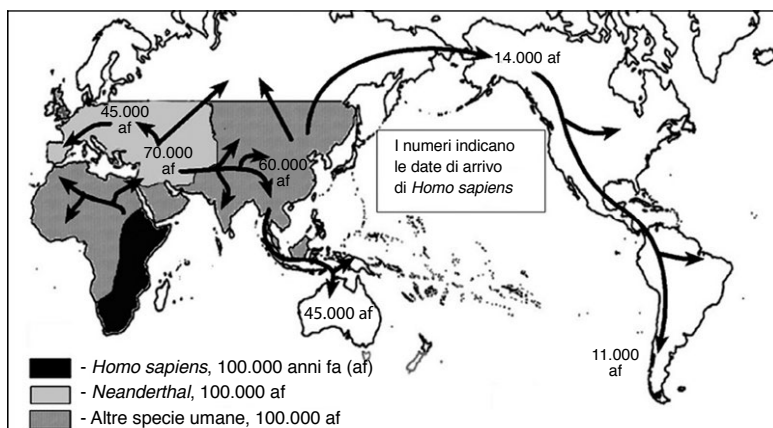 14.000 af
45.000
af
70.000
af
60.000
af
I numeri indicano
le date di arrivo
di Homo sapiens
45.000 af
11.000
af
- Homo sapiens, 100.000 anni fa (af)
- Neanderthal, 100.000 af
- Altre specie umane, 100.000 af